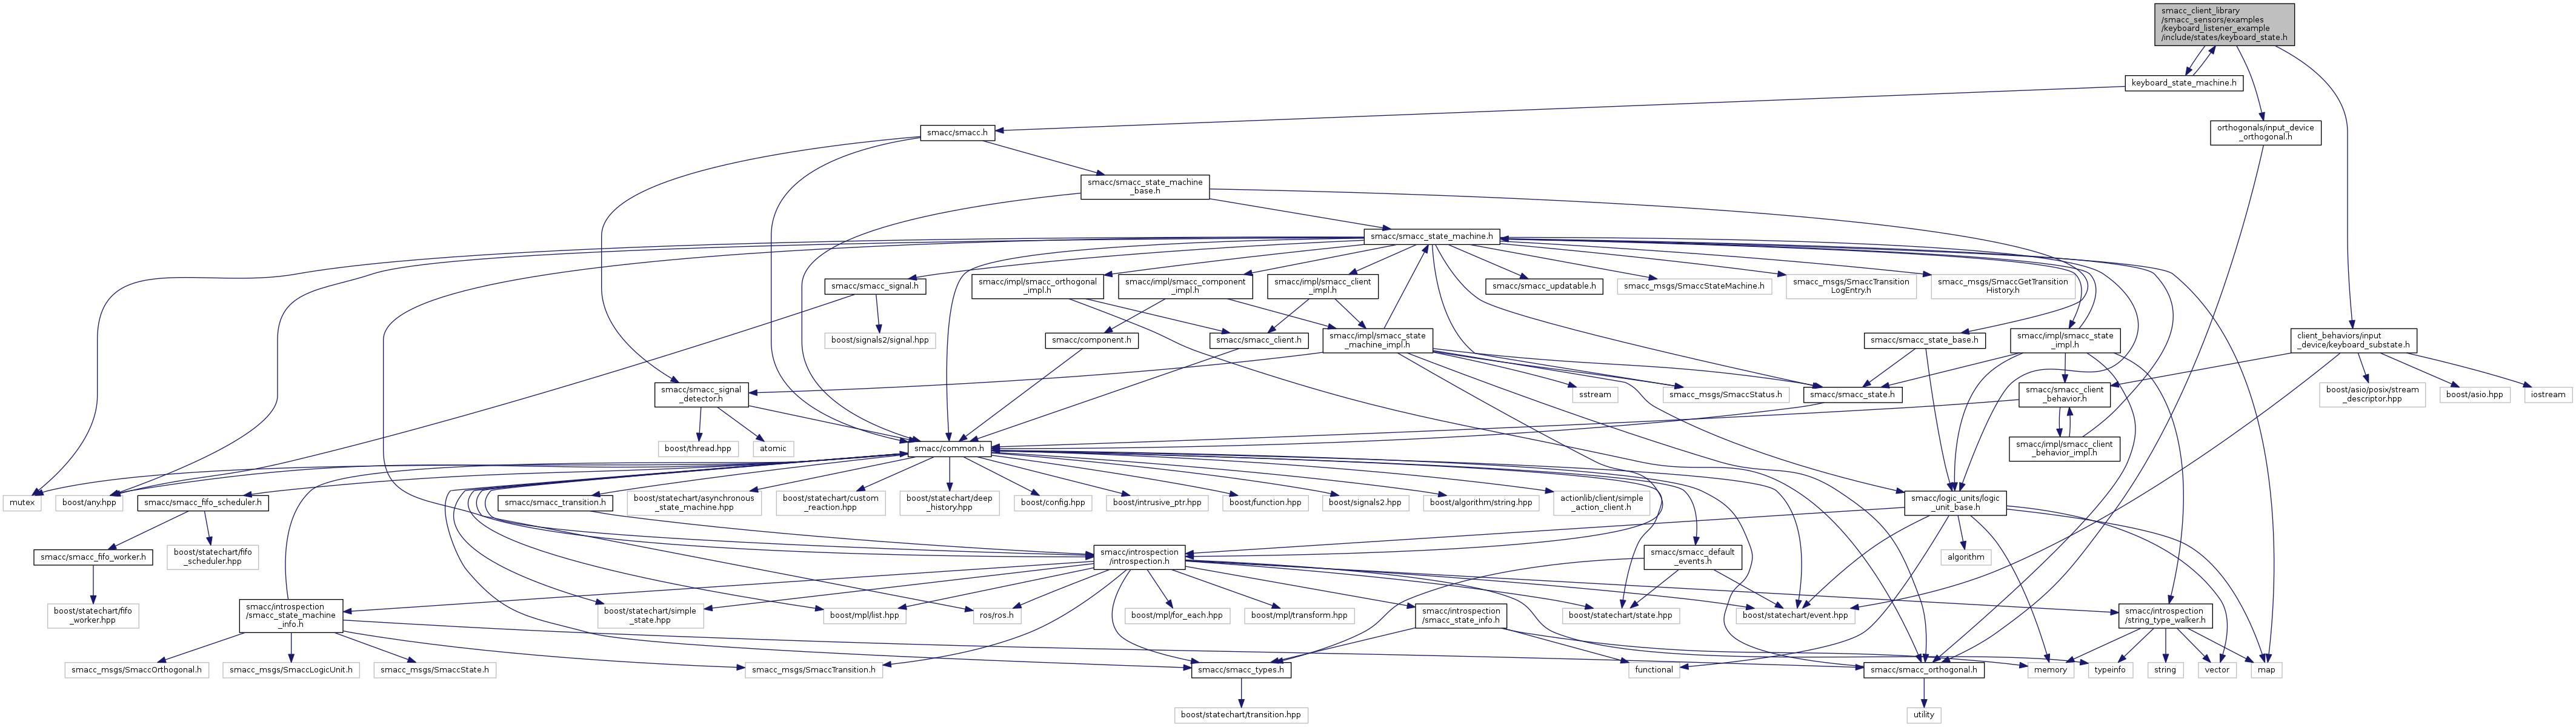 smacc_client_library
/smacc_sensors/examples
/keyboard_listener_example
/include/states/keyboard_state.h
keyboard_state_machine.h
smacc/smacc.h
orthogonals/input_device
_orthogonal.h
smacc/smacc_state_machine
_base.h
smacc/smacc_state_machine.h
smacc/smacc_signal.h
smacc/impl/smacc_orthogonal
_impl.h
smacc/impl/smacc_component
_impl.h
smacc/impl/smacc_client
_impl.h
smacc/smacc_updatable.h
smacc_msgs/SmaccStateMachine.h
smacc_msgs/SmaccTransition
LogEntry.h
smacc_msgs/SmaccGetTransition
History.h
boost/signals2/signal.hpp
smacc/component.h
smacc/smacc_client.h
smacc/impl/smacc_state
_machine_impl.h
smacc/smacc_state_base.h
smacc/impl/smacc_state
_impl.h
client_behaviors/input
_device/keyboard_substate.h
smacc/smacc_signal
_detector.h
sstream
smacc_msgs/SmaccStatus.h
smacc/smacc_state.h
smacc/smacc_client
_behavior.h
boost/asio/posix/stream
_descriptor.hpp
boost/asio.hpp
iostream
boost/thread.hpp
atomic
smacc/common.h
smacc/impl/smacc_client
_behavior_impl.h
mutex
boost/any.hpp
smacc/smacc_fifo_scheduler.h
smacc/smacc_transition.h
boost/statechart/asynchronous
_state_machine.hpp
boost/statechart/custom
_reaction.hpp
boost/statechart/deep
_history.hpp
boost/config.hpp
boost/intrusive_ptr.hpp
boost/function.hpp
boost/signals2.hpp
boost/algorithm/string.hpp
actionlib/client/simple
_action_client.h
smacc/logic_units/logic
_unit_base.h
smacc/smacc_fifo_worker.h
boost/statechart/fifo
_scheduler.hpp
smacc/introspection
/introspection.h
smacc/smacc_default
_events.h
algorithm
boost/statechart/fifo
_worker.hpp
smacc/introspection
/smacc_state_machine
_info.h
boost/statechart/simple
_state.hpp
boost/mpl/list.hpp
ros/ros.h
boost/mpl/for_each.hpp
boost/mpl/transform.hpp
smacc/introspection
/smacc_state_info.h
boost/statechart/state.hpp
boost/statechart/event.hpp
smacc/introspection
/string_type_walker.h
smacc_msgs/SmaccOrthogonal.h
smacc_msgs/SmaccLogicUnit.h
smacc_msgs/SmaccState.h
smacc_msgs/SmaccTransition.h
smacc/smacc_types.h
functional
smacc/smacc_orthogonal.h
memory
typeinfo
string
vector
map
boost/statechart/transition.hpp
utility